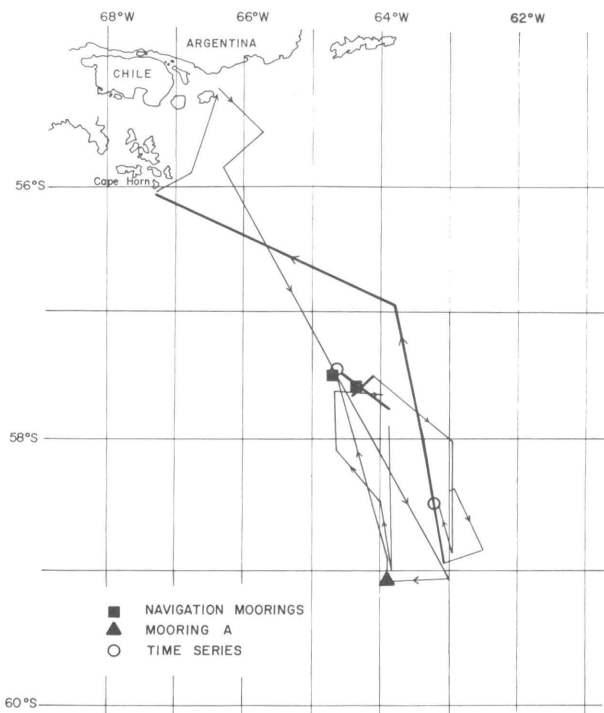 68°W 66°W 64°W 62°W
ARGENTINA
CHILE
Cape Horn
56°S
58°S
NAVIGATION MOORINGS
MOORING A
TIME SERIES
60°S